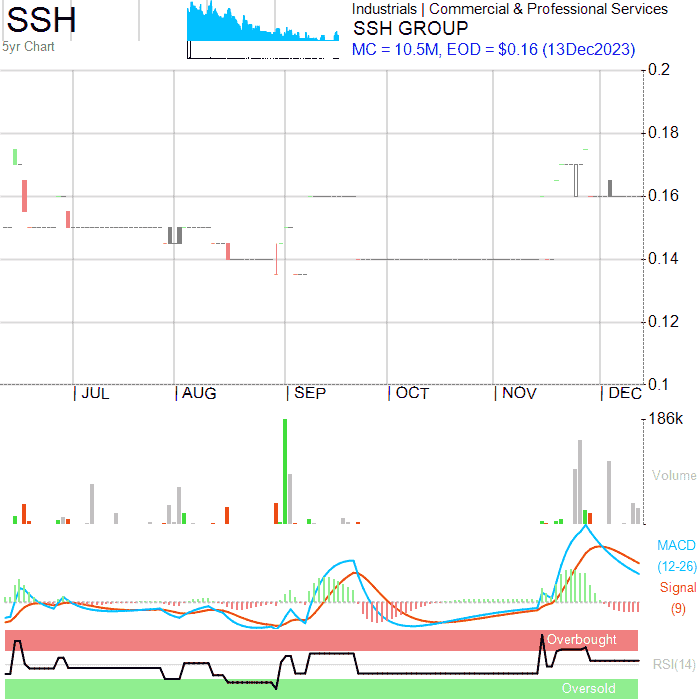 SSH
5yr Chart
Industrials | Commercial & Professional Services
SSH GROUP
MC = 10.5M, EOD = $0.16 (13Dec2023)
0.2
0.18
0.16
0.14
0.12
0.1
| JUL | AUG | SEP | OCT | NOV | DEC
186k
Volume
MACD
(12-26)
Signal
(9)
Overbought
RSI(14)
Oversold